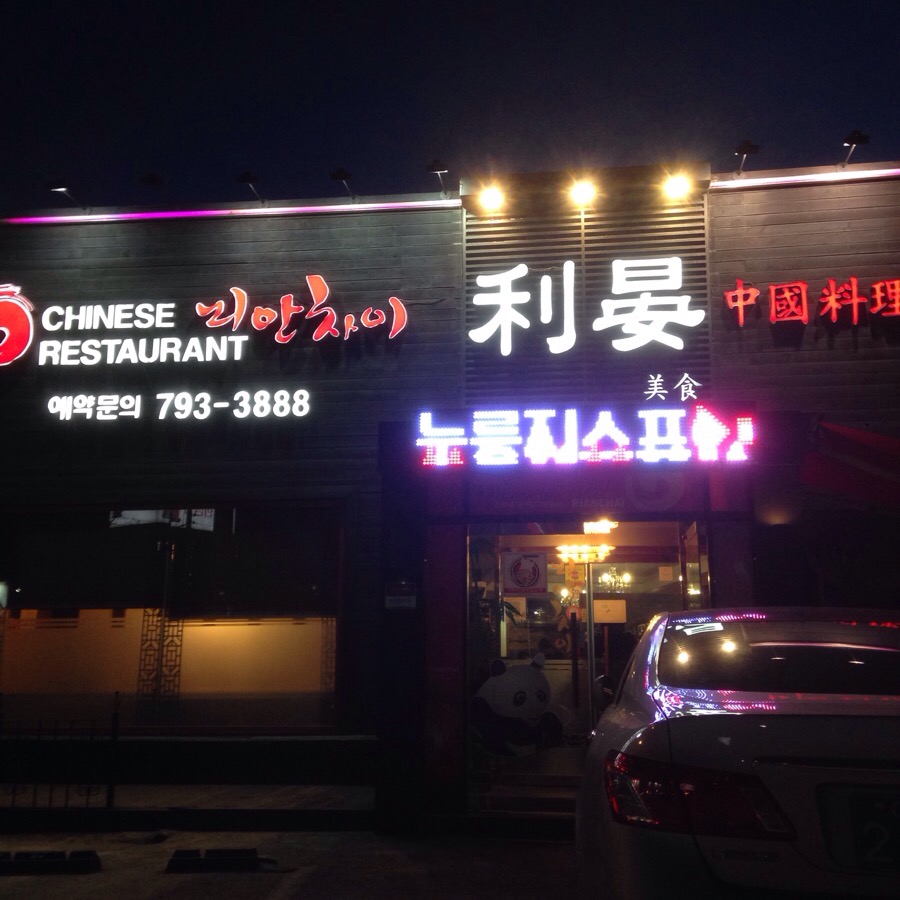 CHINESE
RESTAURANT
리안차이
예약문의 793-3888
利晏
美食
누룽지스프
中國料理